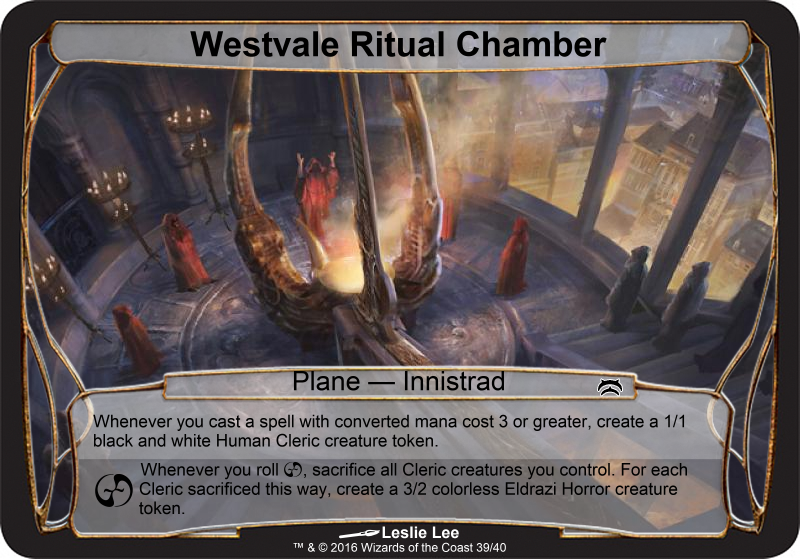 Westvale Ritual Chamber
Plane — Innistrad
Whenever you cast a spell with converted mana cost 3 or greater, create a 1/1
black and white Human Cleric creature token.
Whenever you roll , sacrifice all Cleric creatures you control. For each
Cleric sacrificed this way, create a 3/2 colorless Eldrazi Horror creature
token.
Leslie Lee
™ & © 2016 Wizards of the Coast 39/40